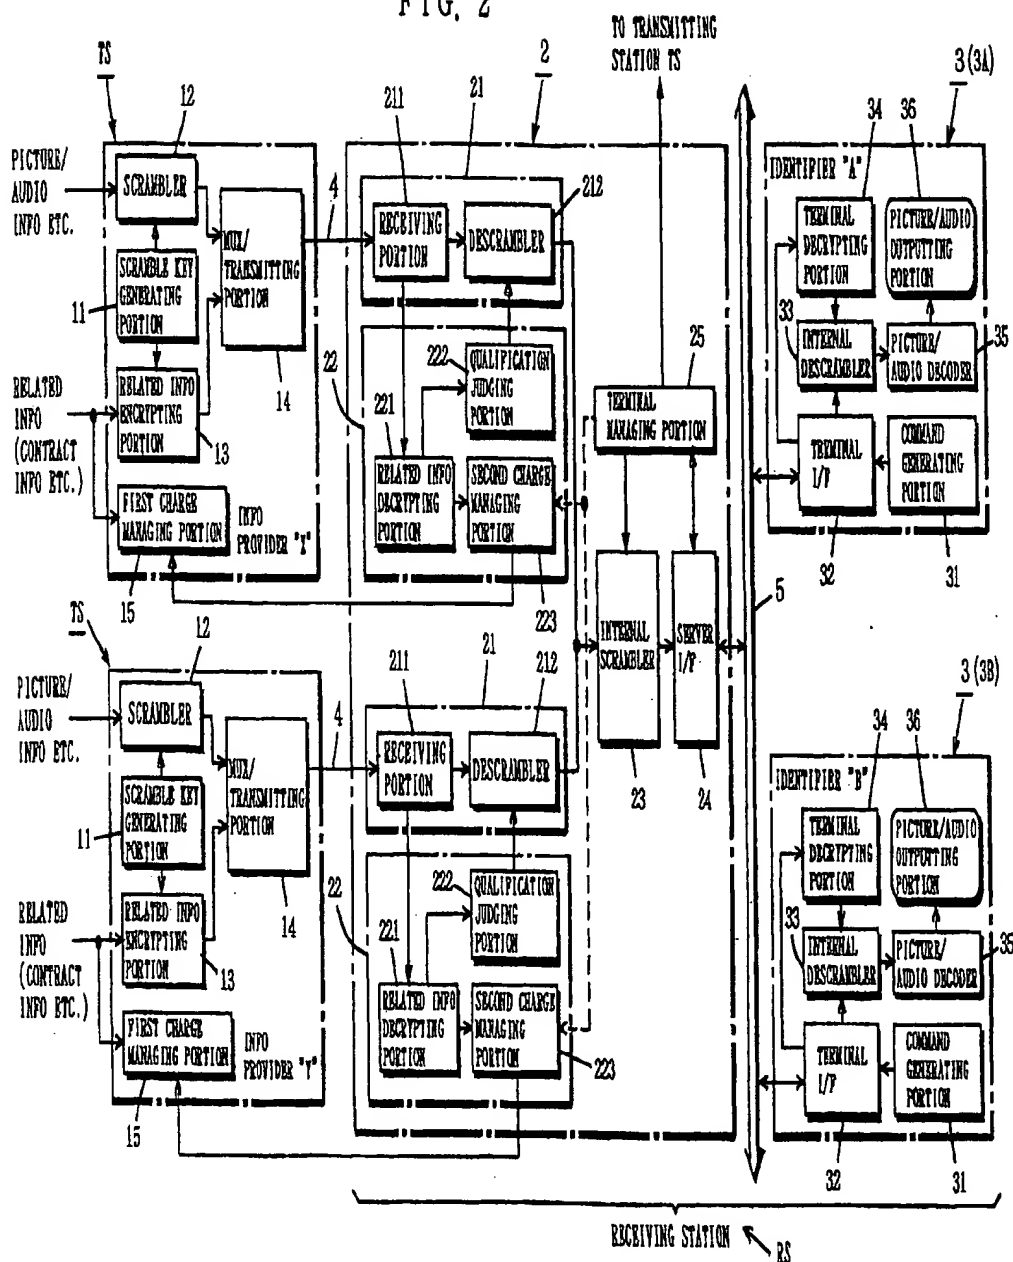 FIG. 2
TO TRANSMITTING
STATION TS
TS
12
211
21
2
3 (3A)
34
36
PICTURE/
AUDIO
INFO ETC.
SCRAMBLER
MUX/
TRANSMITTING
PORTION
4
212
RECEIVING
PORTION
DESCRAMBLER
IDENTIFIER "A"
TERMINAL
DECRYPTING
PORTION
PICTURE/AUDIO
OUTPUTTING
PORTION
SCRAMBLE KEY
GENERATING
PORTION
11
33
INTERNAL
DESCRAMBLER
PICTURE/
AUDIO DECODER
35
RELATED
INFO
(CONTRACT
INFO ETC.)
RELATED INFO
ENCRYPTING
PORTION
13
14
22
222
QUALIFICATION
JUDGING
PORTION
25
TERMINAL
MANAGING PORTION
221
RELATED INFO
DECRYPTING
PORTION
SECOND CHARGE
MANAGING
PORTION
TREMINAL
I/F
COMMAND
GENERATING
PORTION
FIRST CHARGE
MANAGING PORTION
INFO
PROVIDER "X"
15
223
32
31
5
INTERNAL
SCRAMBLER
SERVER
I/F
23
24
TS
12
211
21
212
3 (3B)
34
36
PICTURE/
AUDIO
INFO ETC.
SCRAMBLER
MUX/
TRANSMITTING
PORTION
4
RECEIVING
PORTION
DESCRAMBLER
IDENTIFIER "B"
TERMINAL
DECRYPTING
PORTION
PICTURE/AUDIO
OUTPUTTING
PORTION
SCRAMBLE KEY
GENERATING
PORTION
11
33
INTERNAL
DESCRAMBLER
PICTURE/
AUDIO DECODER
35
RELATED
INFO
(CONTRACT
INFO ETC.)
RELATED INFO
ENCRYPTING
PORTION
13
14
22
222
QUALIFICATION
JUDGING
PORTION
221
RELATED INFO
DECRYPTING
PORTION
SECOND CHARGE
MANAGING
PORTION
TERMINAL
I/F
COMMAND
GENERATING
PORTION
FIRST CHARGE
MANAGING PORTION
INFO
PROVIDER "Y"
15
223
32
31
RECEIVING STATION
RS